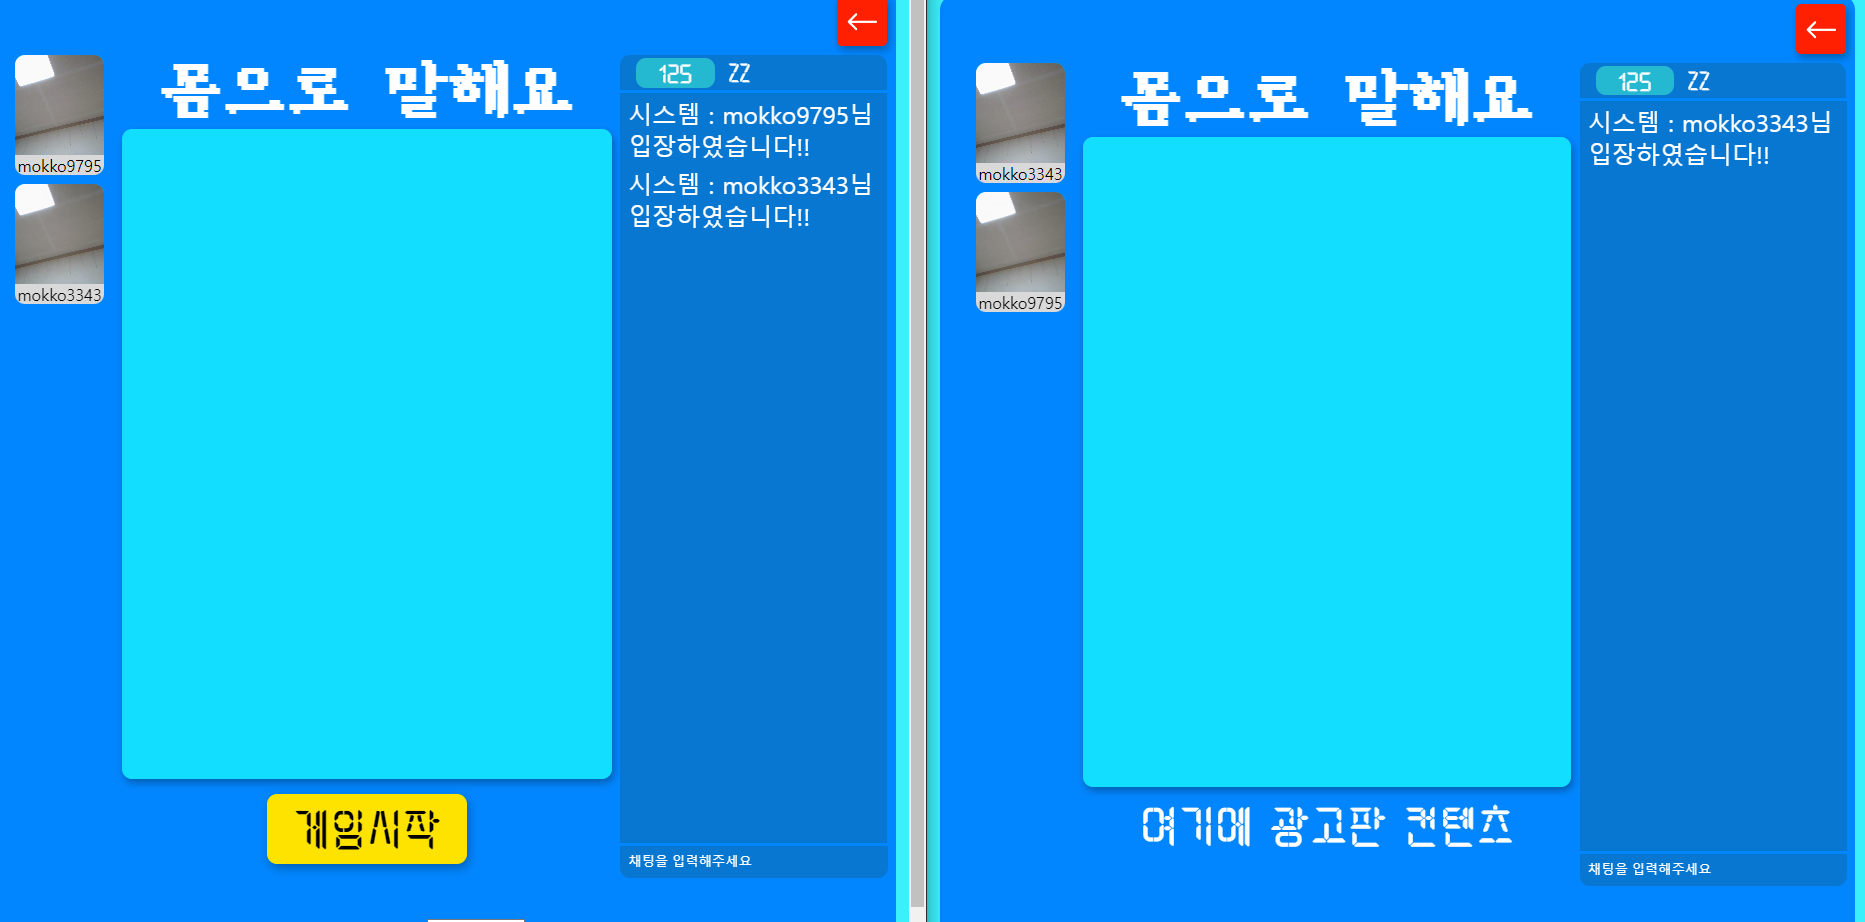 ←
몸으로 말해요
mokko9795
mokko3343
125 ZZ
시스템 : mokko9795님
입장하였습니다!!
시스템 : mokko3343님
입장하였습니다!!
게임시작
채팅을 입력해주세요
←
몸으로 말해요
mokko3343
mokko9795
125 ZZ
시스템 : mokko3343님
입장하였습니다!!
여기에 광고판 컨텐츠
채팅을 입력해주세요